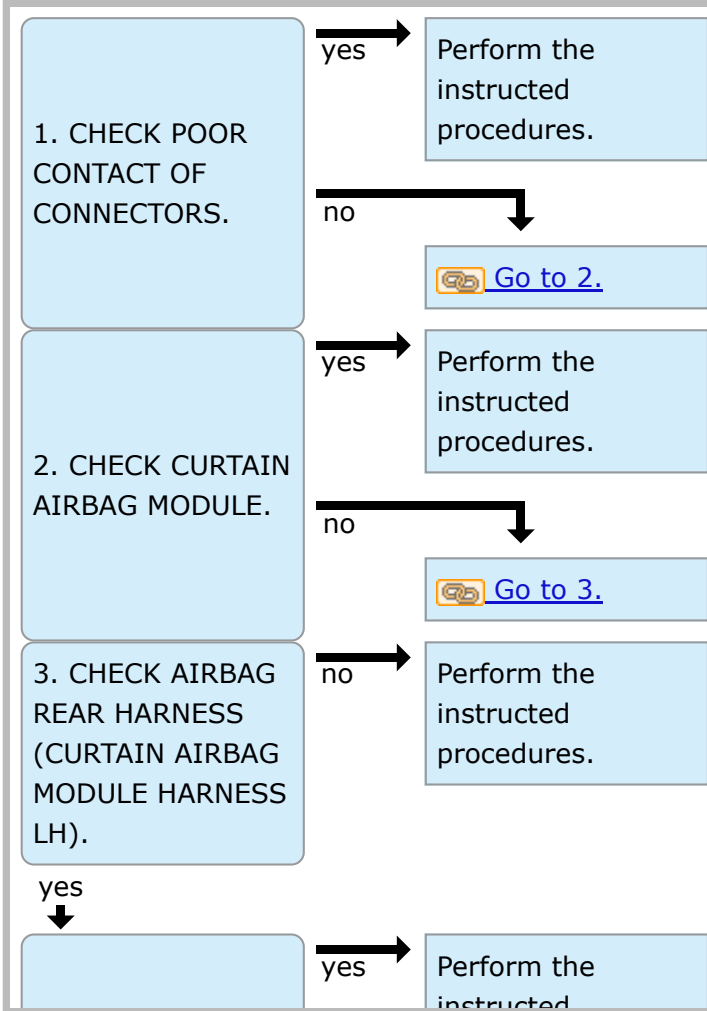 1. CHECK POOR
CONTACT OF
CONNECTORS.
yes
Perform the
instructed
procedures.
no
Go to 2.
2. CHECK CURTAIN
AIRBAG MODULE.
yes
Perform the
instructed
procedures.
no
Go to 3.
3. CHECK AIRBAG
REAR HARNESS
(CURTAIN AIRBAG
MODULE HARNESS
LH).
no
Perform the
instructed
procedures.
yes
yes
Perform the
instructed